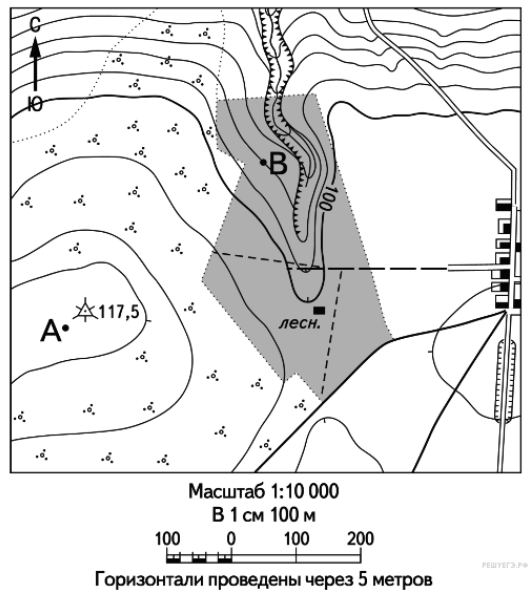 С
Ю
В
100
117,5
А
лесн.
Масштаб 1:10 000
В 1 см 100 м
100 0 100 200
Горизонтали проведены через 5 метров
РЕШУЕГЭ.РФ